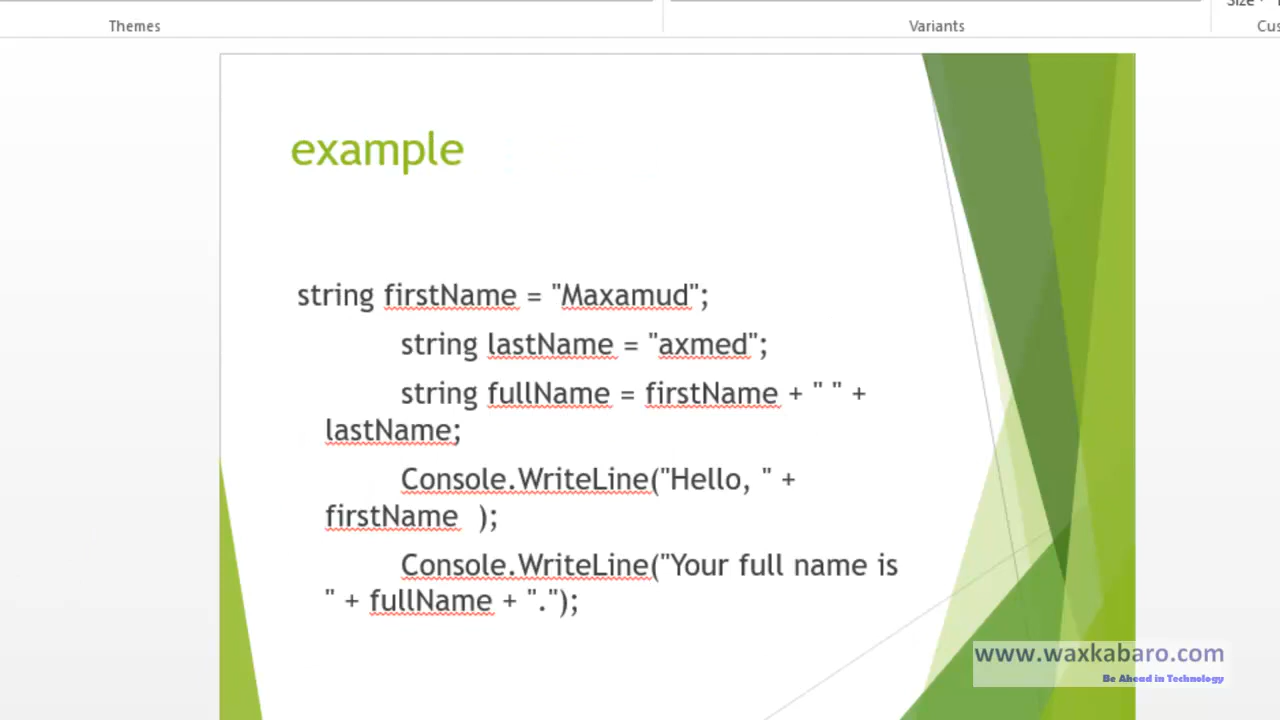 Themes
Variants
example
string firstName = "Maxamud";
string lastName = "axmed";
string fullName = firstName + " " +
lastName;
Console.WriteLine("Hello, " +
firstName  );
Console.WriteLine("Your full name is
" + fullName + ".");
www.waxkabaro.com
Be Ahead in Technology